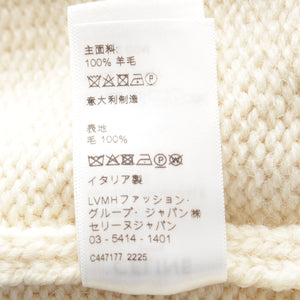 主面料
100% 羊毛
意大利制造
表地
毛 100%
イタリア製
LVMHファッション・
グループ・ジャパン㈱
セリーヌジャパン
03 - 5414 - 1401
C447177 2225